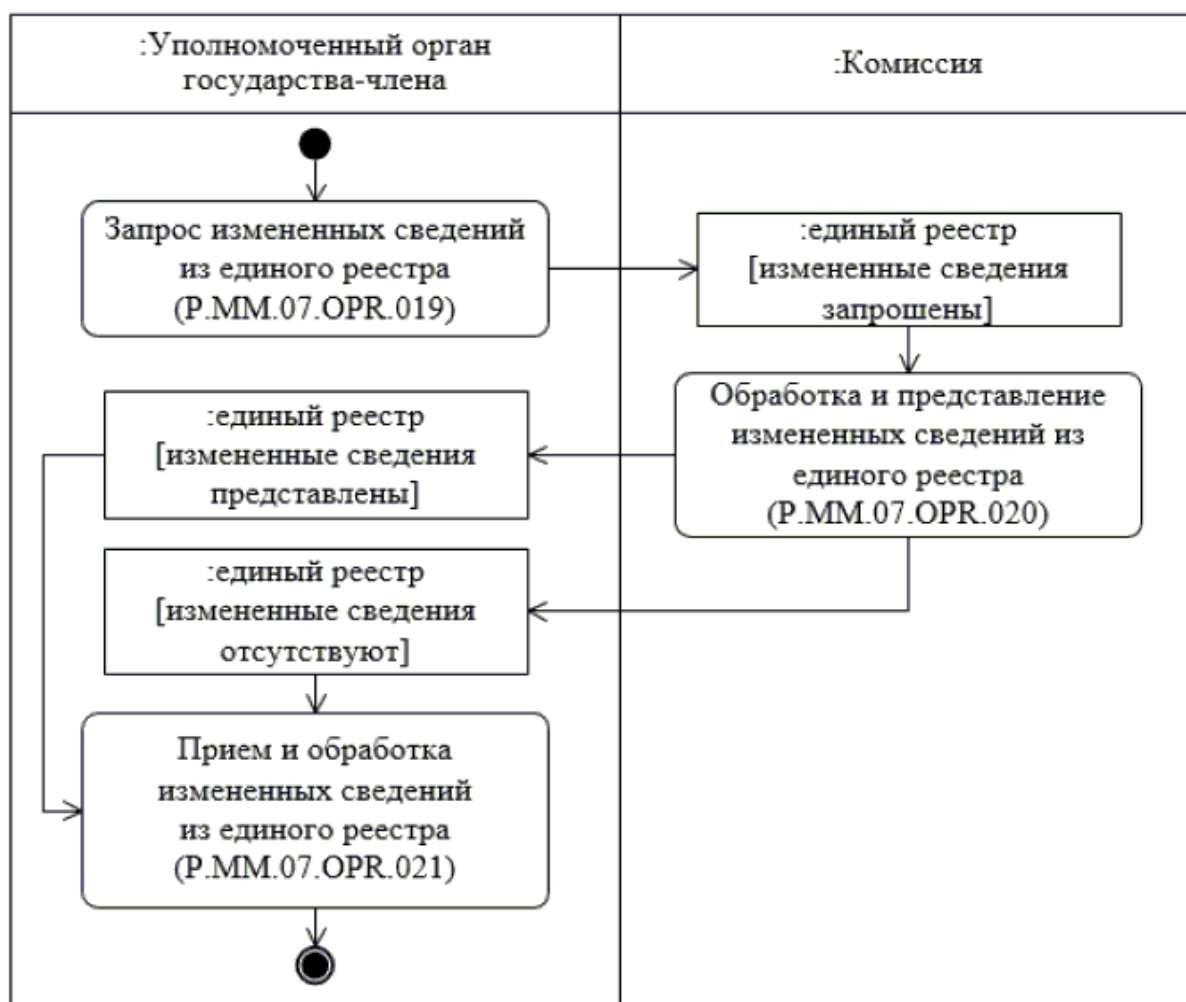 :Уполномоченный орган
государства-члена
:Комиссия
Запрос измененных сведений
из единого реестра
(P.MM.07.OPR.019)
:единый реестр
[измененные сведения
запрошены]
Обработка и представление
измененных сведений из
единого реестра
(P.MM.07.OPR.020)
:единый реестр
[измененные сведения
представлены]
:единый реестр
[измененные сведения
отсутствуют]
Прием и обработка
измененных сведений
из единого реестра
(P.MM.07.OPR.021)